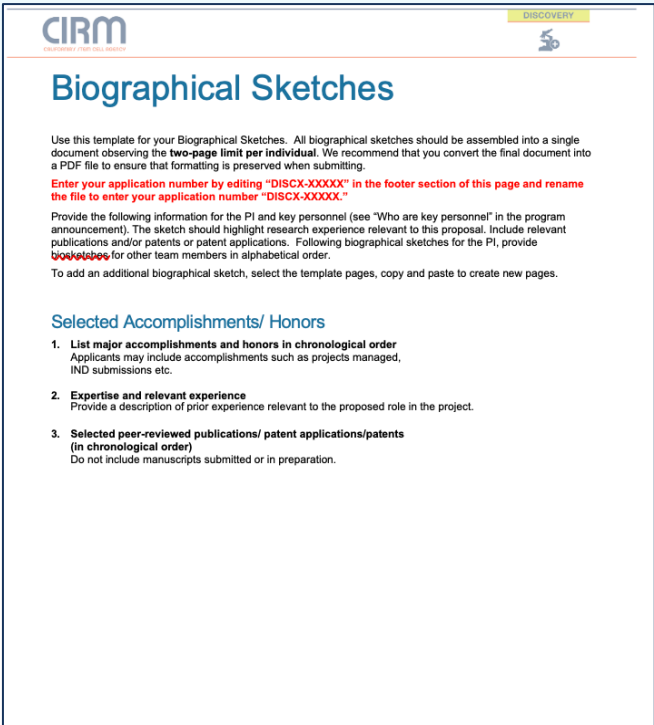 DISCOVERY
CIRM
CALIFORNIA'S STEM CELL AGENCY
Biographical Sketches
Use this template for your Biographical Sketches.  All biographical sketches should be assembled into a single
document observing the two-page limit per individual. We recommend that you convert the final document into
a PDF file to ensure that formatting is preserved when submitting.
Enter your application number by editing “DISCX-XXXXX” in the footer section of this page and rename
the file to enter your application number “DISCX-XXXXX.”
Provide the following information for the PI and key personnel (see “Who are key personnel” in the program
announcement). The sketch should highlight research experience relevant to this proposal. Include relevant
publications and/or patents or patent applications.  Following biographical sketches for the PI, provide
biosketches for other team members in alphabetical order.
To add an additional biographical sketch, select the template pages, copy and paste to create new pages.
Selected Accomplishments/ Honors
1. List major accomplishments and honors in chronological order
Applicants may include accomplishments such as projects managed,
IND submissions etc.
2. Expertise and relevant experience
Provide a description of prior experience relevant to the proposed role in the project.
3. Selected peer-reviewed publications/ patent applications/patents
(in chronological order)
Do not include manuscripts submitted or in preparation.